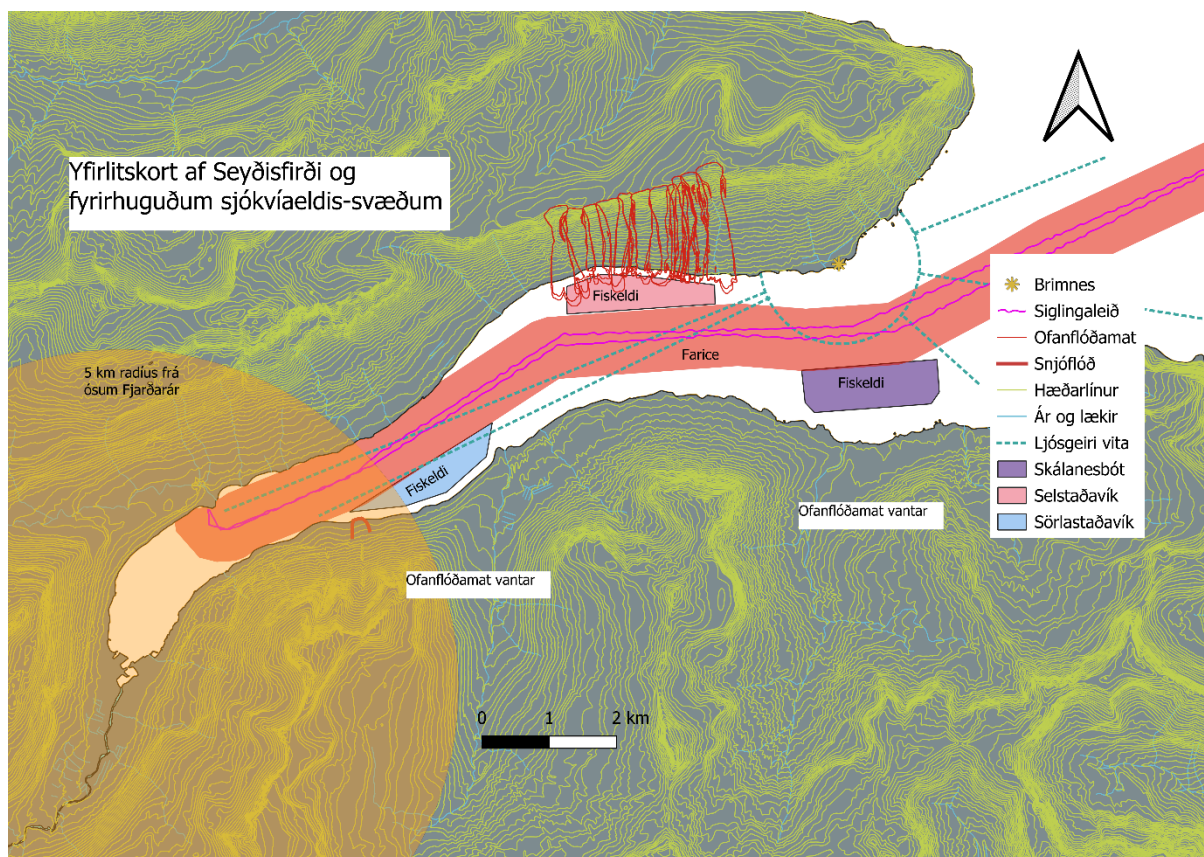 Yfirlitskort af Seyðisfirði og
fyrirhuguðum sjókvíaeldis-svæðum
Fiskeldi
Farice
Fiskeldi
5 km radíus frá
ósum Fjarðarár
Fiskeldi
Ofanflóðamat vantar
Ofanflóðamat vantar
0 1 2 km
Brimnes
Siglingaleið
Ofanflóðamat
Snjóflóð
Hæðarlínur
Ár og lækir
Ljósgeiri vita
Skálanesbót
Selstaðavík
Sörlastaðavík